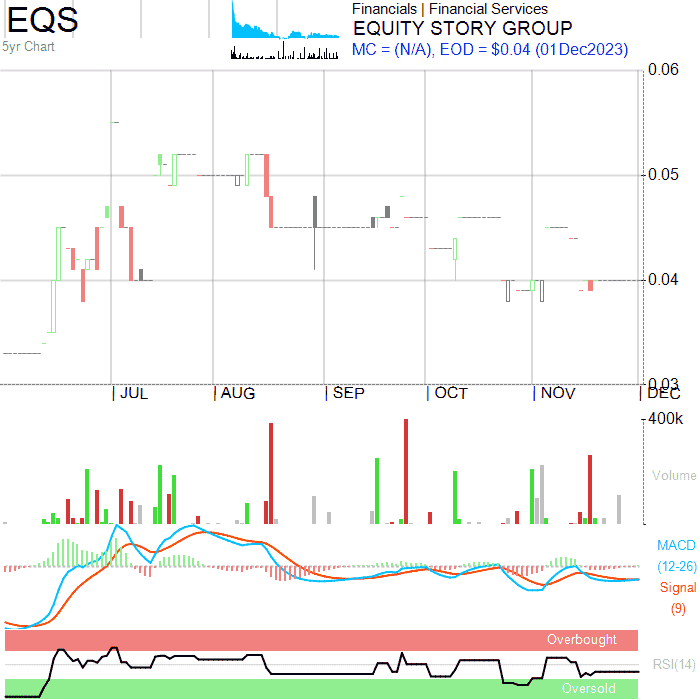 EQS
Financials | Financial Services
EQUITY STORY GROUP
5yr Chart
MC = (N/A), EOD = $0.04 (01Dec2023)
0.06
0.05
0.04
0.03
| JUL | AUG | SEP | OCT | NOV | DEC
400k
Volume
MACD
(12-26)
Signal
(9)
Overbought
RSI(14)
Oversold